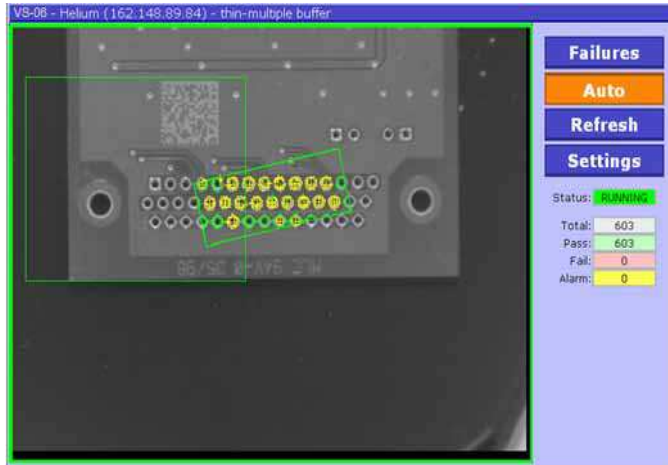 VS-06 - Helium (162.148.89.84) - thin-multiple buffer
Failures
Auto
Refresh
Settings
Status: RUNNING
Total: 603
Pass: 603
Fail: 0
Alarm: 0